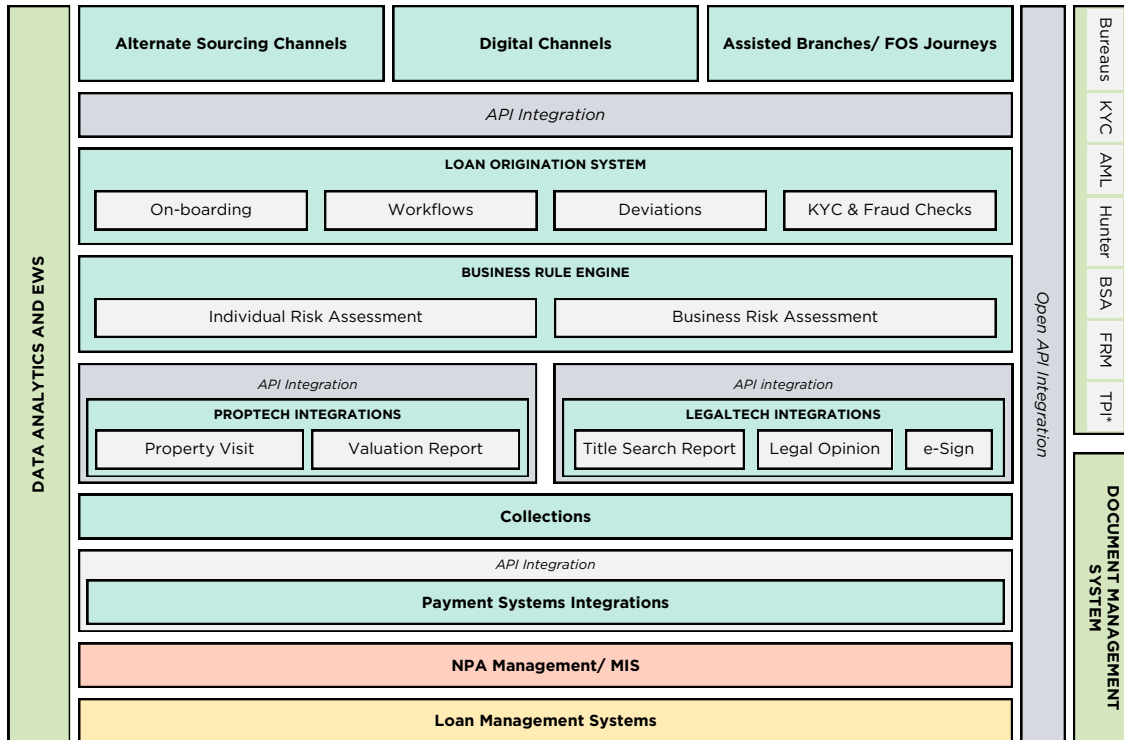 DATA ANALYTICS AND EWS
Alternate Sourcing Channels
Digital Channels
Assisted Branches/ FOS Journeys
API Integration
LOAN ORIGINATION SYSTEM
On-boarding
Workflows
Deviations
KYC & Fraud Checks
BUSINESS RULE ENGINE
Individual Risk Assessment
Business Risk Assessment
API Integration
PROPTECH INTEGRATIONS
Property Visit
Valuation Report
API integration
LEGALTECH INTEGRATIONS
Title Search Report
Legal Opinion
e-Sign
Collections
API Integration
Payment Systems Integrations
NPA Management/ MIS
Loan Management Systems
Open API Integration
Bureaus
KYC
AML
Hunter
BSA
FRM
TPI*
DOCUMENT MANAGEMENT
SYSTEM